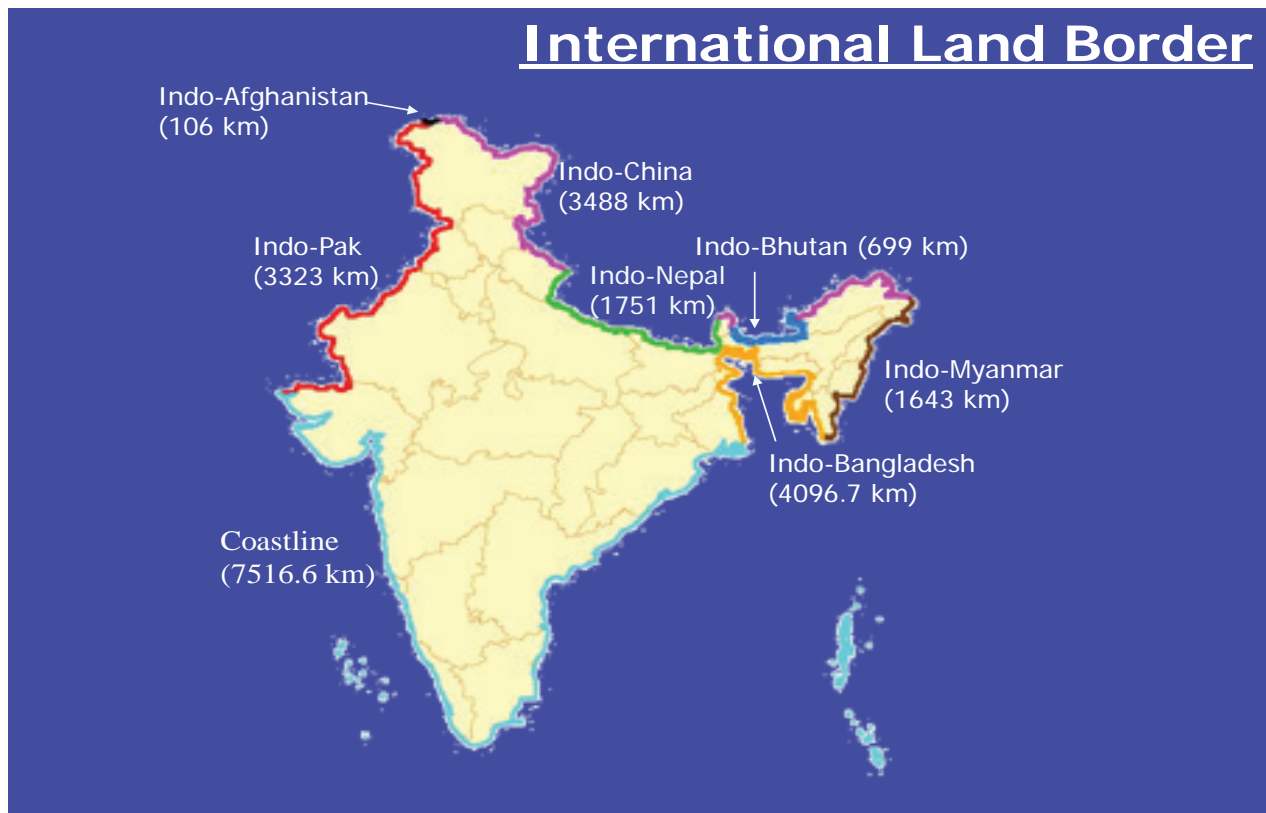 International Land Border
Indo-Afghanistan
(106 km)
Indo-China
(3488 km)
Indo-Pak
(3323 km)
Indo-Bhutan (699 km)
Indo-Nepal
(1751 km)
Indo-Myanmar
(1643 km)
Indo-Bangladesh
(4096.7 km)
Coastline
(7516.6 km)